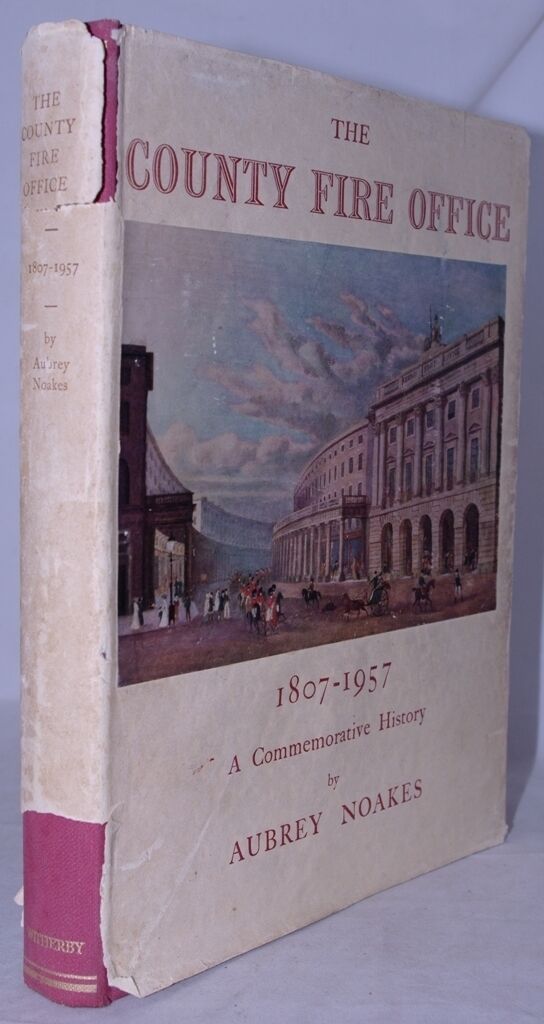 THE
COUNTY
FIRE
OFFICE
1807-1957
by
Aubrey
Noakes
WITHERBY
THE
COUNTY FIRE OFFICE
1807-1957
A Commemorative History
by
AUBREY NOAKES